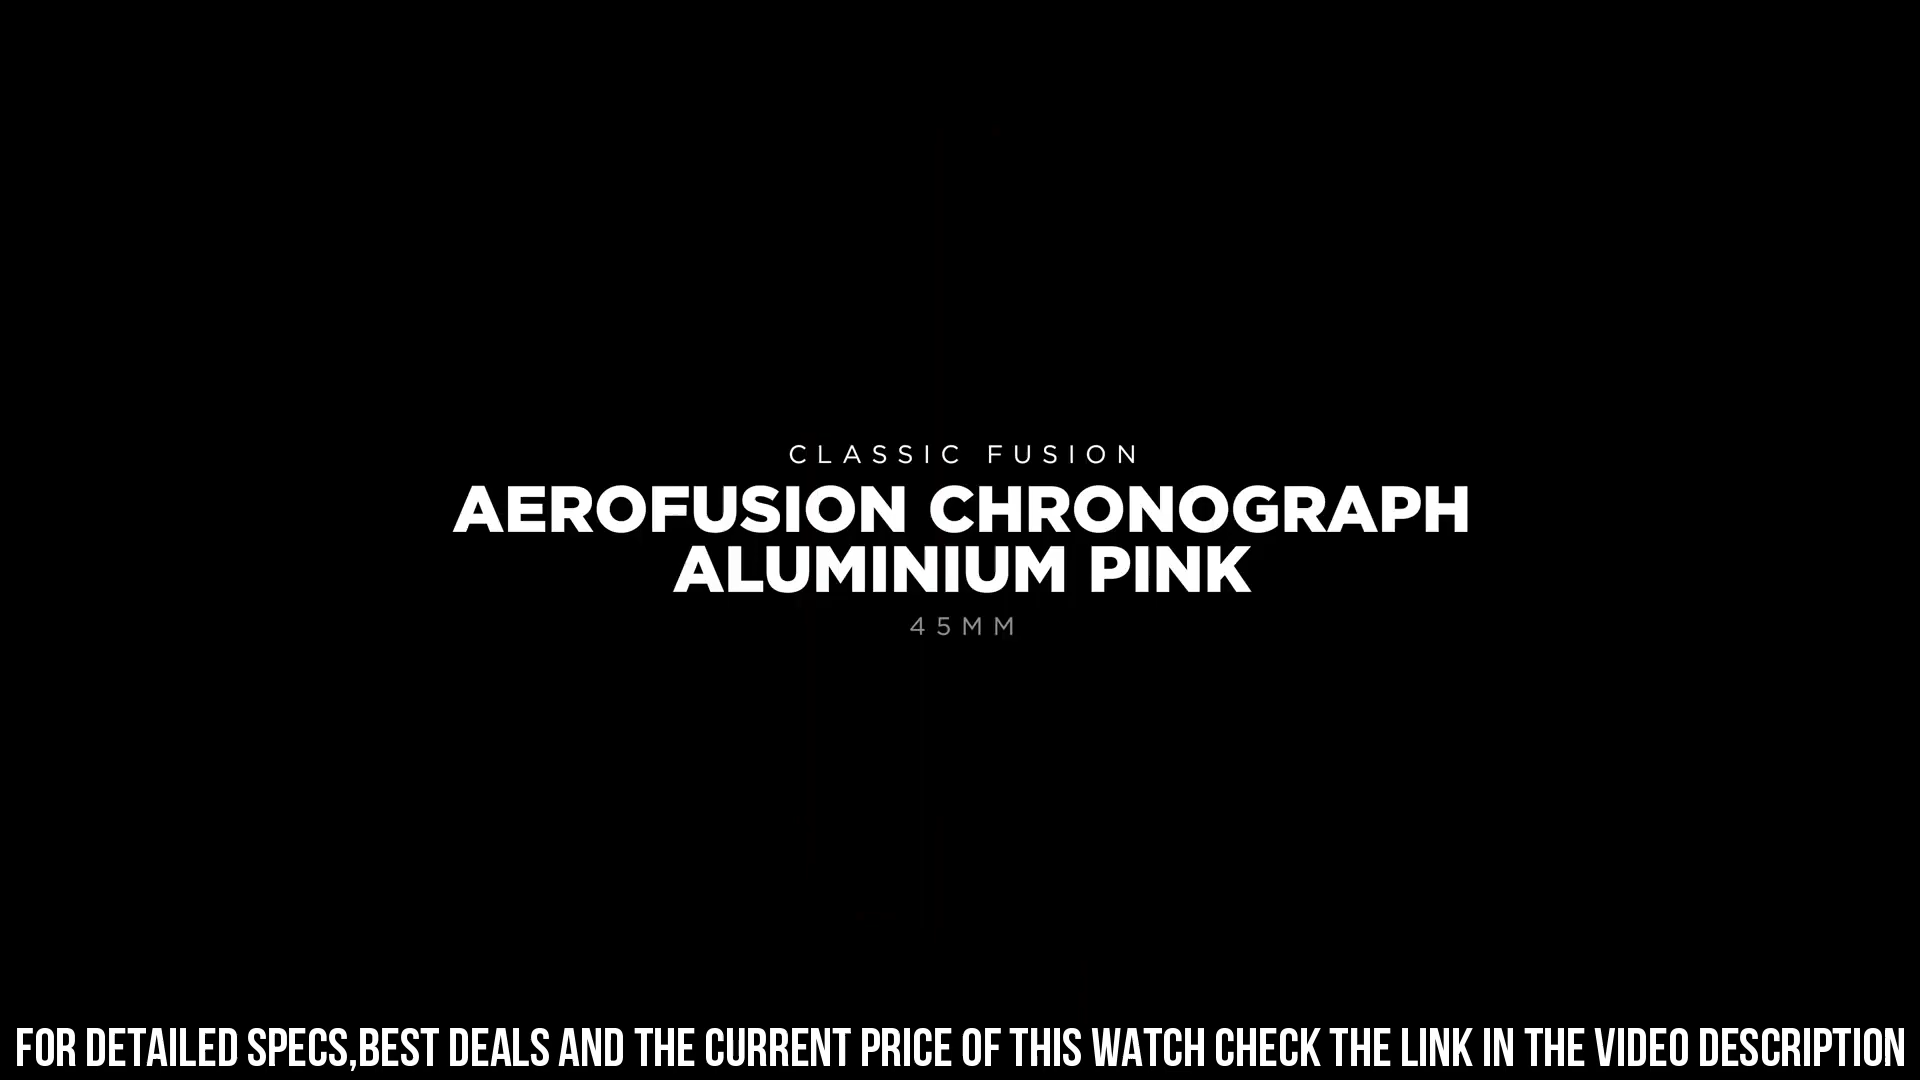 CLASSIC FUSION
AEROFUSION CHRONOGRAPH
ALUMINIUM PINK
45MM
FOR DETAILED SPECS,BEST DEALS AND THE CURRENT PRICE OF THIS WATCH CHECK THE LINK IN THE VIDEO DESCRIPTION